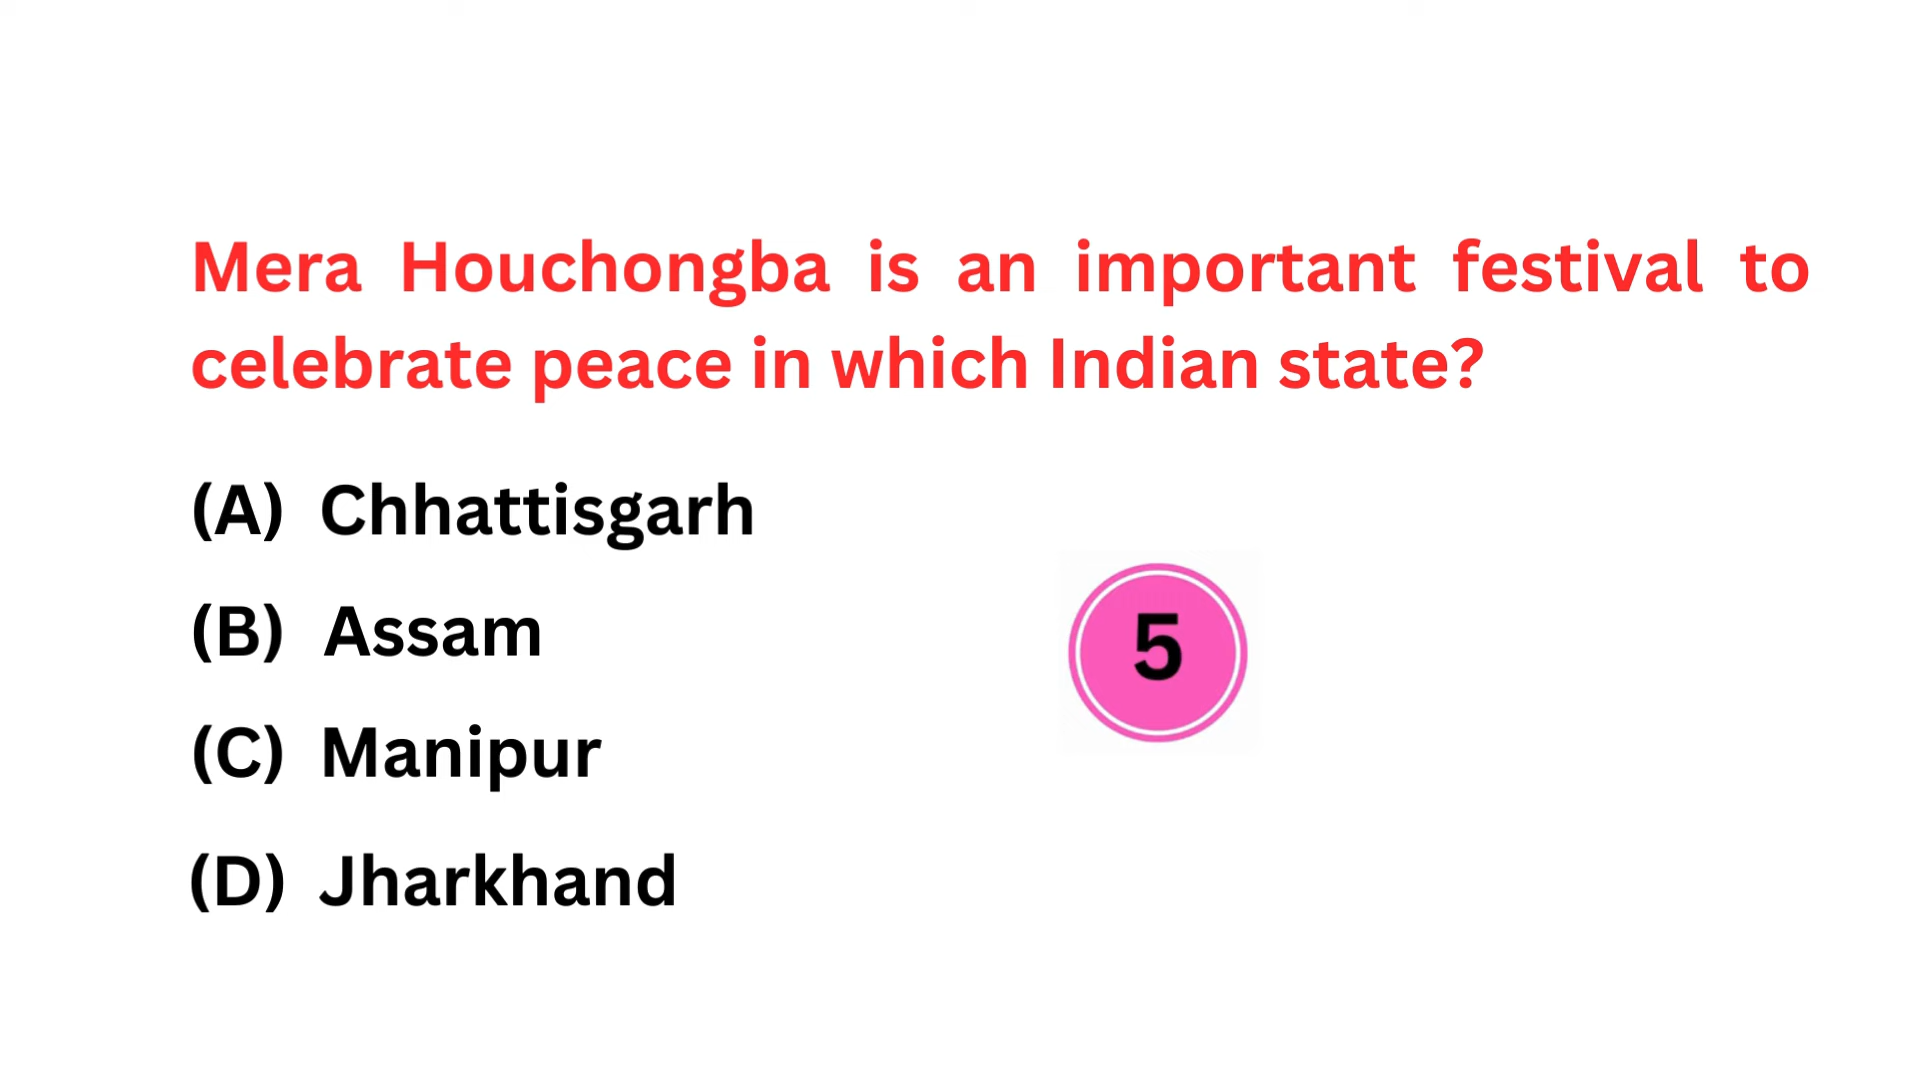 Mera Houchongba is an important festival to
celebrate peace in which Indian state?
(A) Chhattisgarh
(B) Assam
5
(C) Manipur
(D) Jharkhand